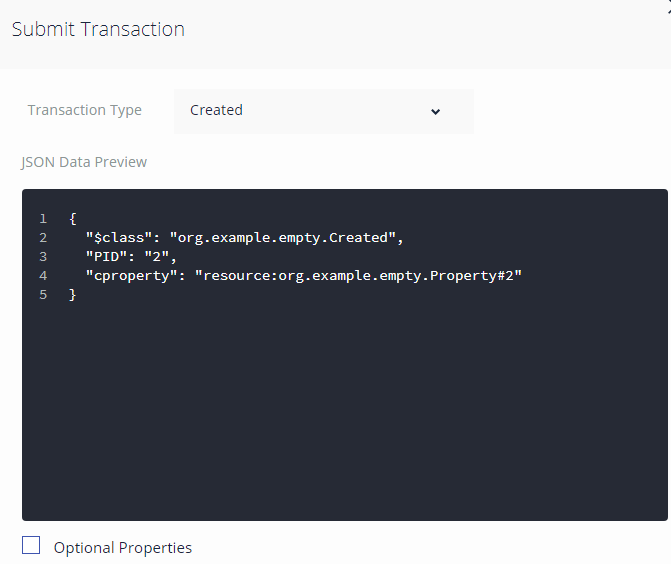 Submit Transaction
Transaction Type Created
JSON Data Preview
1 {
2 "$class": "org.example.empty.Created",
3 "PID": "2",
4 "cproperty": "resource:org.example.empty.Property#2"
5 }
Optional Properties